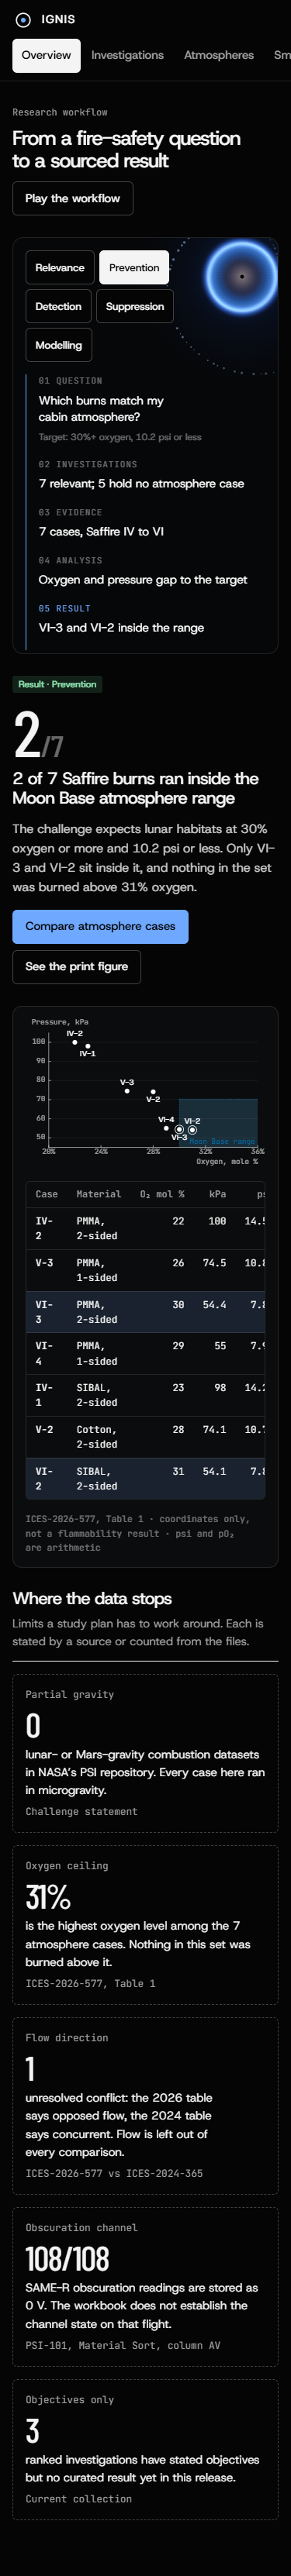 IGNIS
Overview Investigations Atmospheres Sm
Research workflow
From a fire-safety question
to a sourced result
Play the workflow
Relevance Prevention
Detection Suppression
Modelling
01 QUESTION
Which burns match my
cabin atmosphere?
Target: 30%+ oxygen, 10.2 psi or less
02 INVESTIGATIONS
7 relevant; 5 hold no atmosphere case
03 EVIDENCE
7 cases, Saffire IV to VI
04 ANALYSIS
Oxygen and pressure gap to the target
05 RESULT
VI-3 and VI-2 inside the range
Result · Prevention
2/7
2 of 7 Saffire burns ran inside the
Moon Base atmosphere range
The challenge expects lunar habitats at 30%
oxygen or more and 10.2 psi or less. Only VI-
3 and VI-2 sit inside it, and nothing in the set
was burned above 31% oxygen.
Compare atmosphere cases
See the print figure
Pressure, kPa
100
90
80
70
60
50
IV-2
IV-1
V-3
V-2
VI-4
VI-3
VI-2
Moon Base range
20% 24% 28% 32% 36%
Oxygen, mole %
Case Material O₂ mol % kPa ps
IV- PMMA, 22 100 14.5
2 2-sided
V-3 PMMA, 26 74.5 10.8
1-sided
VI- PMMA, 30 54.4 7.8
3 2-sided
VI- PMMA, 29 55 7.9
4 1-sided
IV- SIBAL, 23 98 14.2
1 2-sided
V-2 Cotton, 28 74.1 10.7
2-sided
VI- SIBAL, 31 54.1 7.8
2 2-sided
ICES-2026-577, Table 1 · coordinates only,
not a flammability result · psi and pO₂
are arithmetic
Where the data stops
Limits a study plan has to work around. Each is
stated by a source or counted from the files.
Partial gravity
0
lunar- or Mars-gravity combustion datasets
in NASA's PSI repository. Every case here ran
in microgravity.
Challenge statement
Oxygen ceiling
31%
is the highest oxygen level among the 7
atmosphere cases. Nothing in this set was
burned above it.
ICES-2026-577, Table 1
Flow direction
1
unresolved conflict: the 2026 table
says opposed flow, the 2024 table
says concurrent. Flow is left out of
every comparison.
ICES-2026-577 vs ICES-2024-365
Obscuration channel
108/108
SAME-R obscuration readings are stored as
0 V. The workbook does not establish the
channel state on that flight.
PSI-101, Material Sort, column AV
Objectives only
3
ranked investigations have stated objectives
but no curated result yet in this release.
Current collection